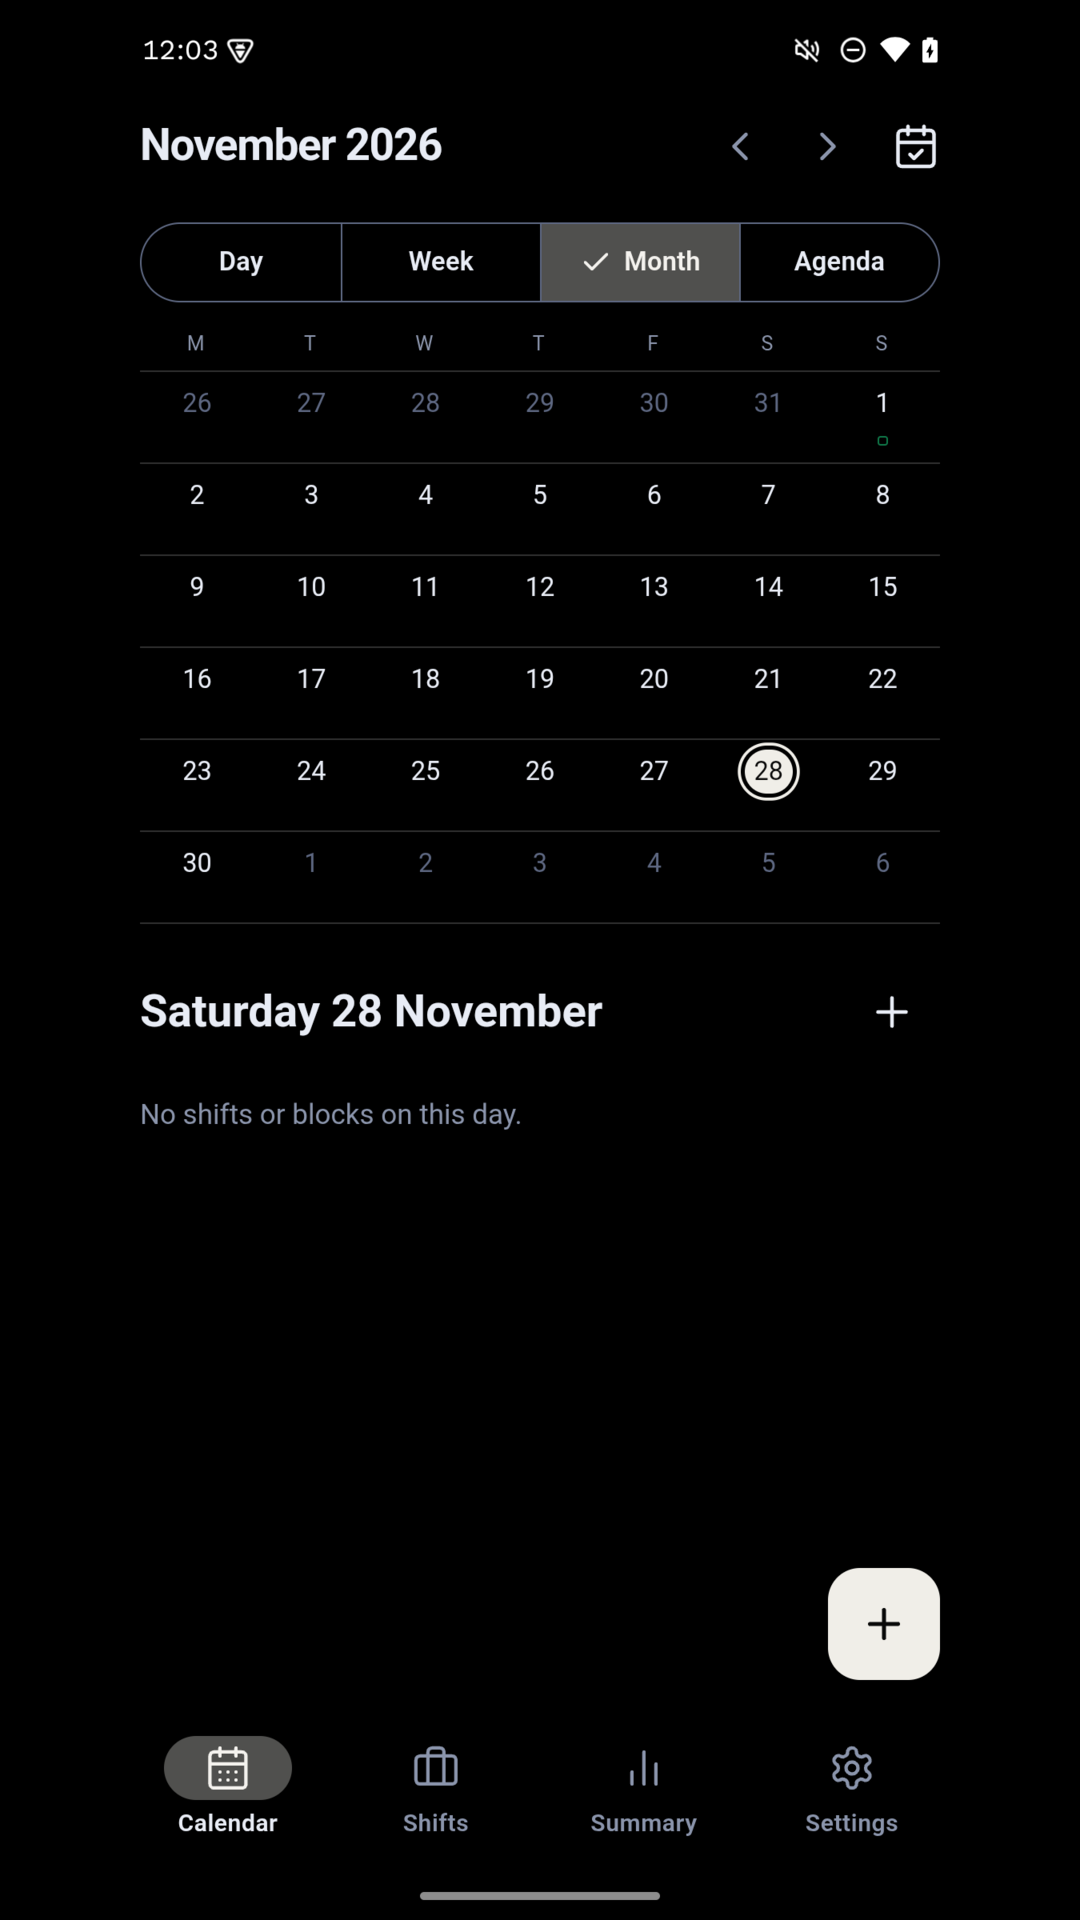 12:03
November 2026
Day Week Month Agenda
M T W T F S S
26 27 28 29 30 31 1
2 3 4 5 6 7 8
9 10 11 12 13 14 15
16 17 18 19 20 21 22
23 24 25 26 27 28 29
30 1 2 3 4 5 6
Saturday 28 November
No shifts or blocks on this day.
Calendar Shifts Summary Settings